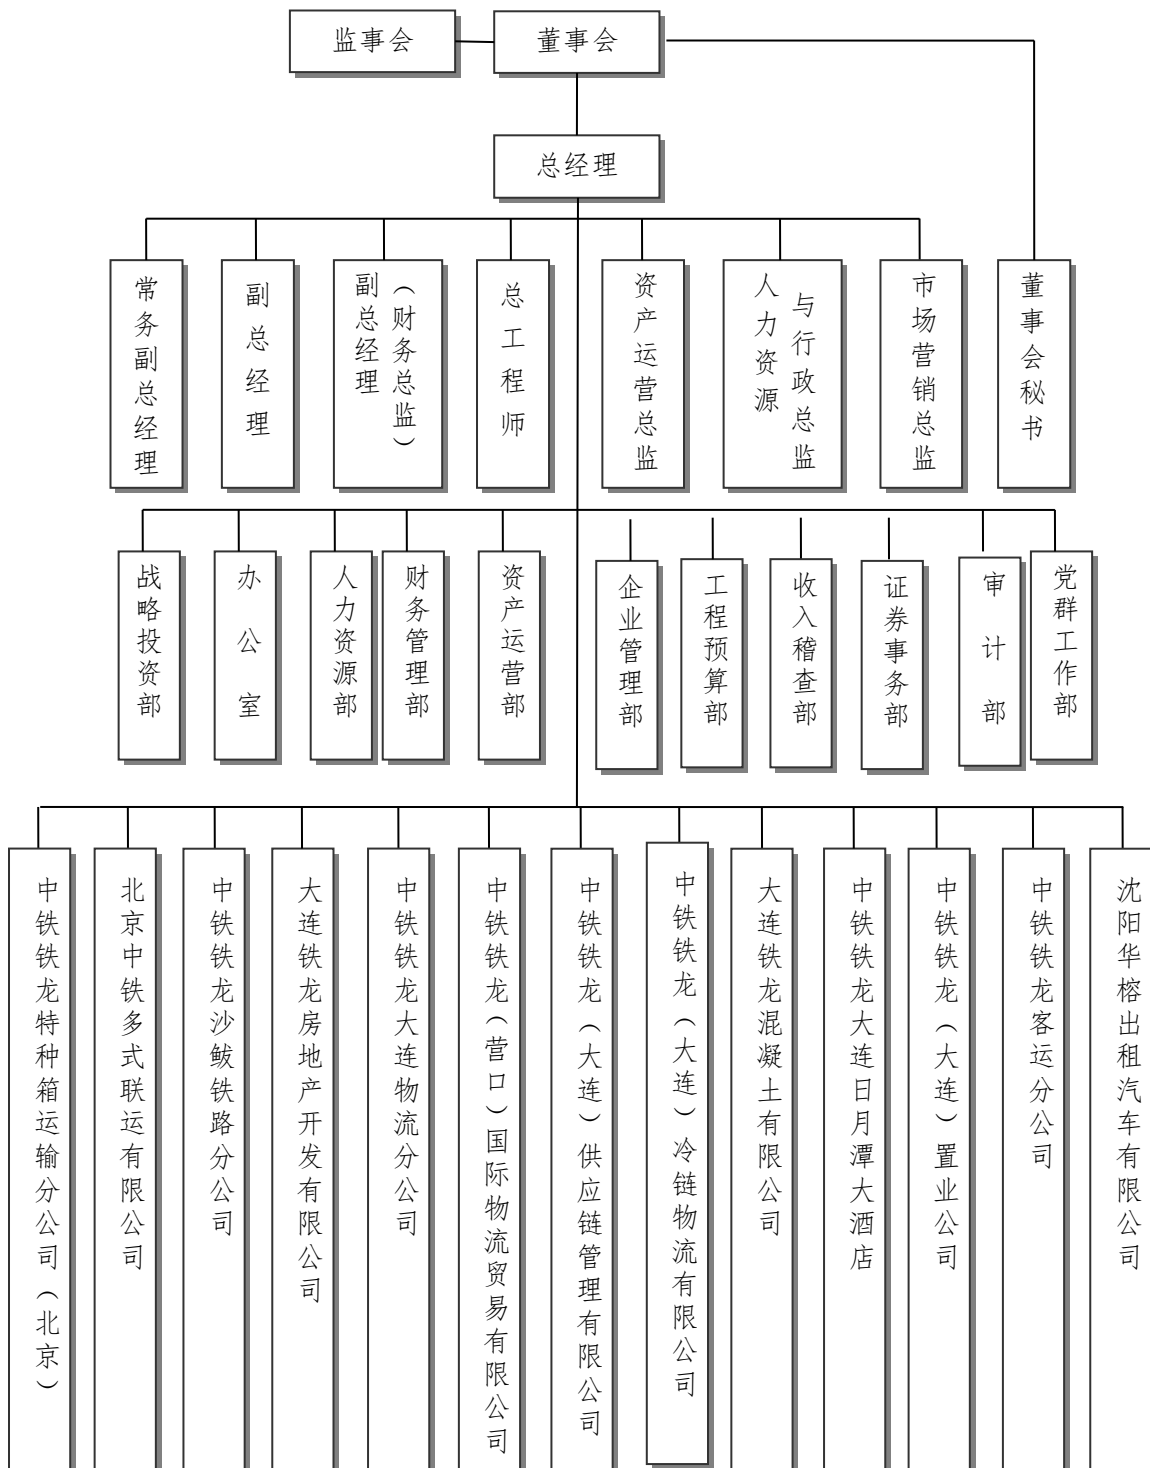 监事会
董事会
总经理
常务副总经理
副总经理
副总经理
（财务总监）
总工程师
资产运营总监
人力资源
与行政总监
市场营销总监
董事会秘书
战略投资部
办公室
人力资源部
财务管理部
资产运营部
企业管理部
工程预算部
收入稽查部
证券事务部
审计部
党群工作部
中铁铁龙特种箱运输分公司（北京）
北京中铁多式联运有限公司
中铁铁龙沙鲅铁路分公司
大连铁龙房地产开发有限公司
中铁铁龙大连物流分公司
中铁铁龙（营口）国际物流贸易有限公司
中铁铁龙（大连）供应链管理有限公司
中铁铁龙（大连）冷链物流有限公司
大连铁龙混凝土有限公司
中铁铁龙大连日月潭大酒店
中铁铁龙（大连）置业公司
中铁铁龙客运分公司
沈阳华榕出租汽车有限公司